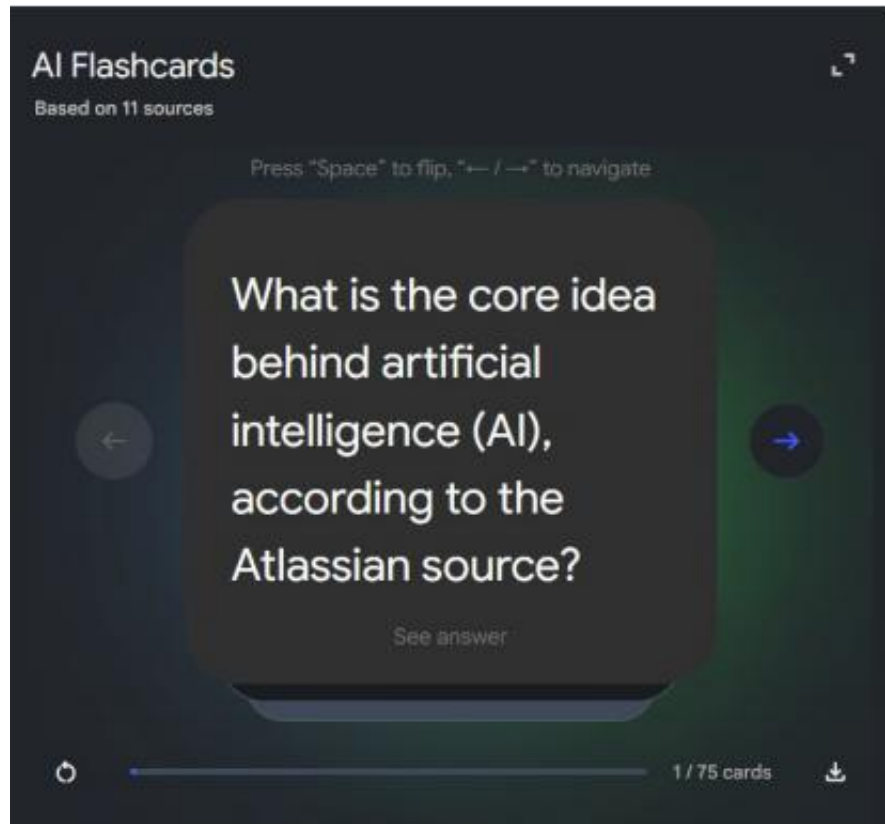 AI Flashcards
Based on 11 sources
Press "Space" to flip, "← / →" to navigate
What is the core idea
behind artificial
intelligence (AI),
according to the
Atlassian source?
See answer
1 / 75 cards